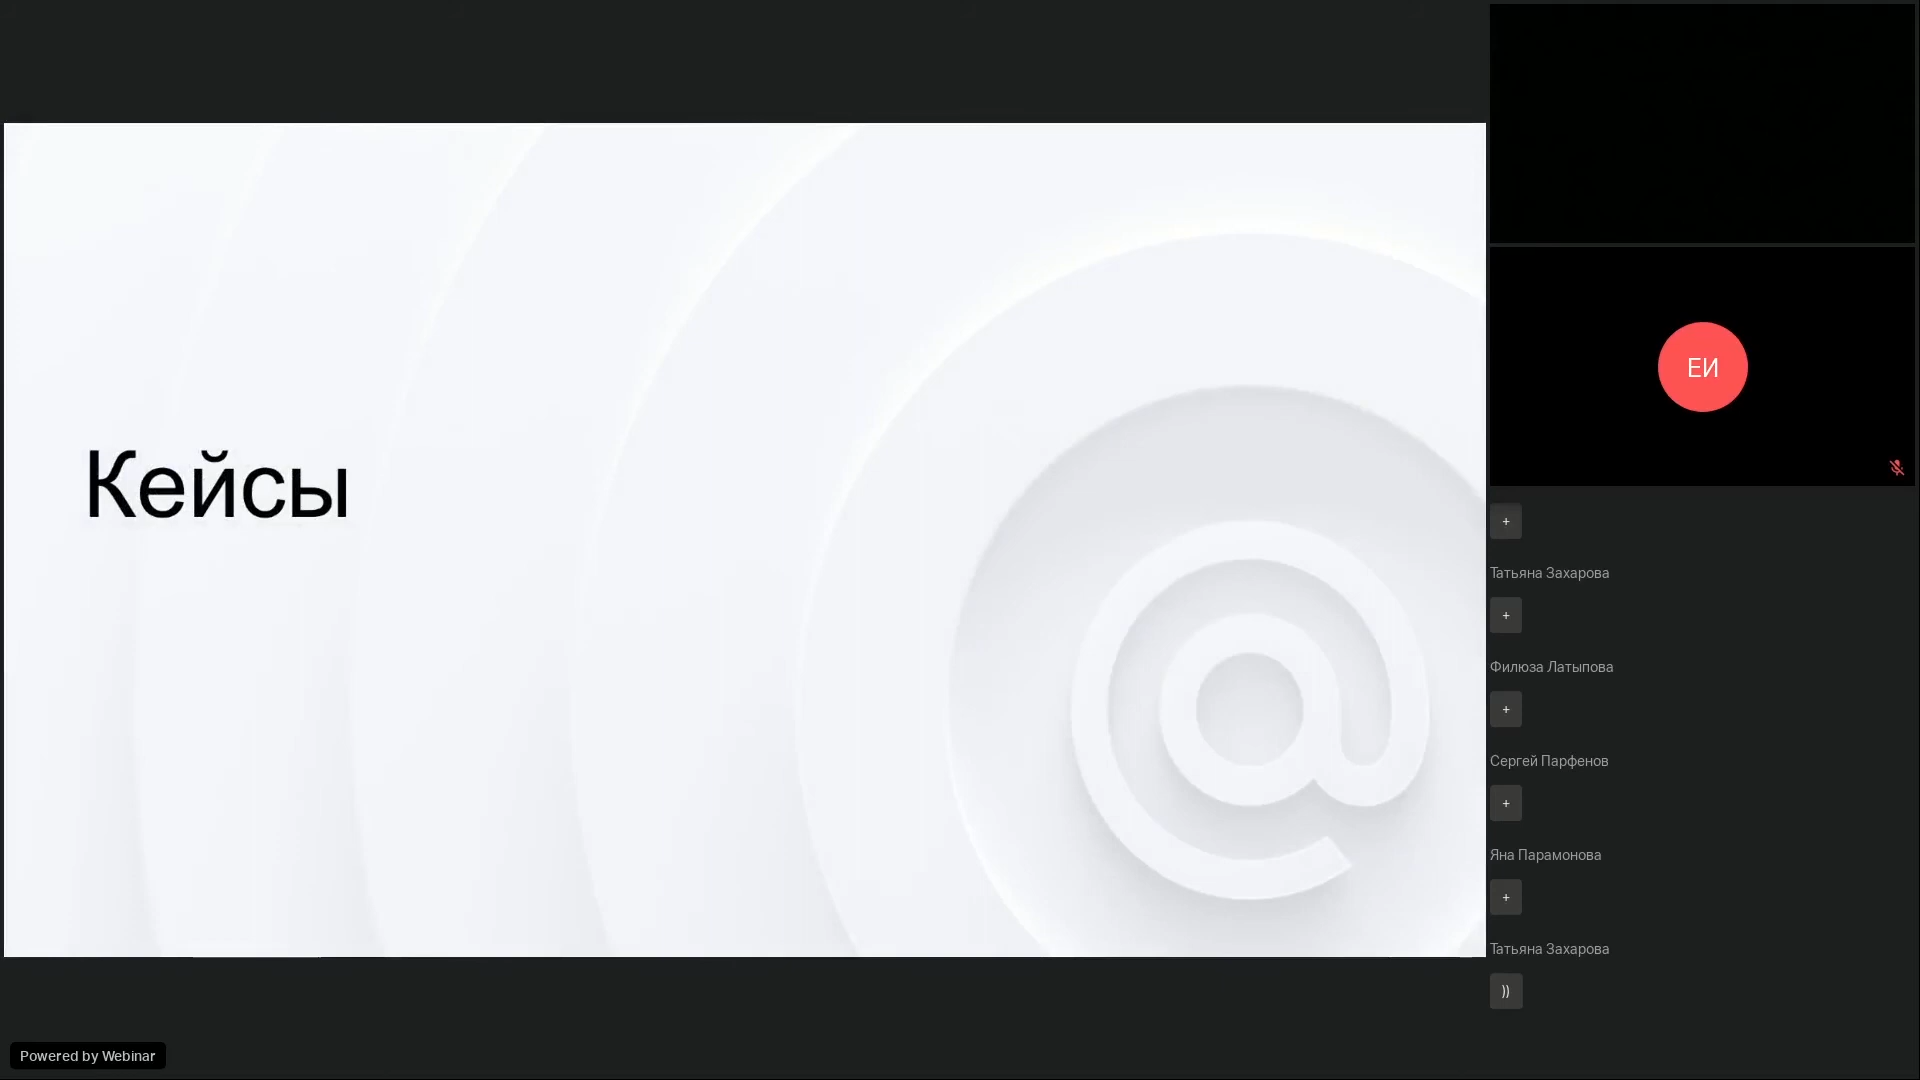 Кейсы
@
ЕИ
+
Татьяна Захарова
+
Филюза Латыпова
+
Сергей Парфенов
+
Яна Парамонова
+
Татьяна Захарова
))
Powered by Webinar